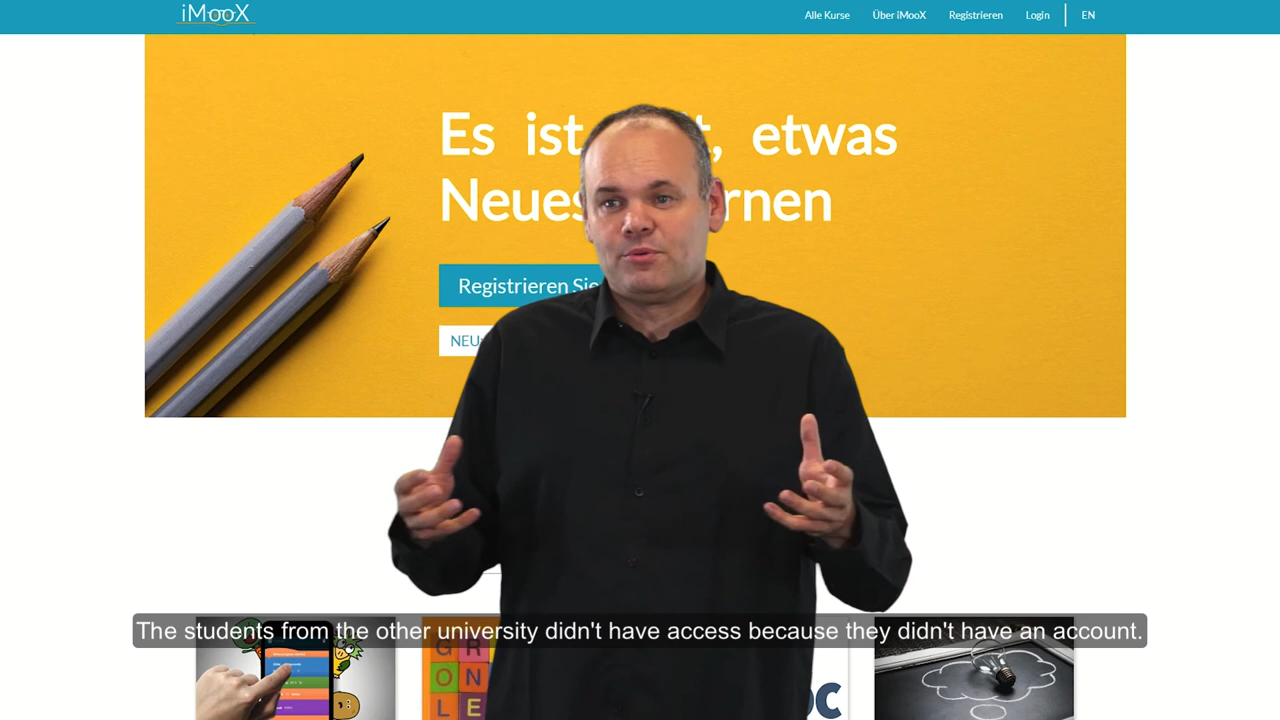 iMooX
Alle Kurse Über iMooX Registrieren Login EN
Es ist t, etwas
Neues rnen
Registrieren Sie
NEU:
The students from the other university didn't have access because they didn't have an account.
G R
O N
L E
OC